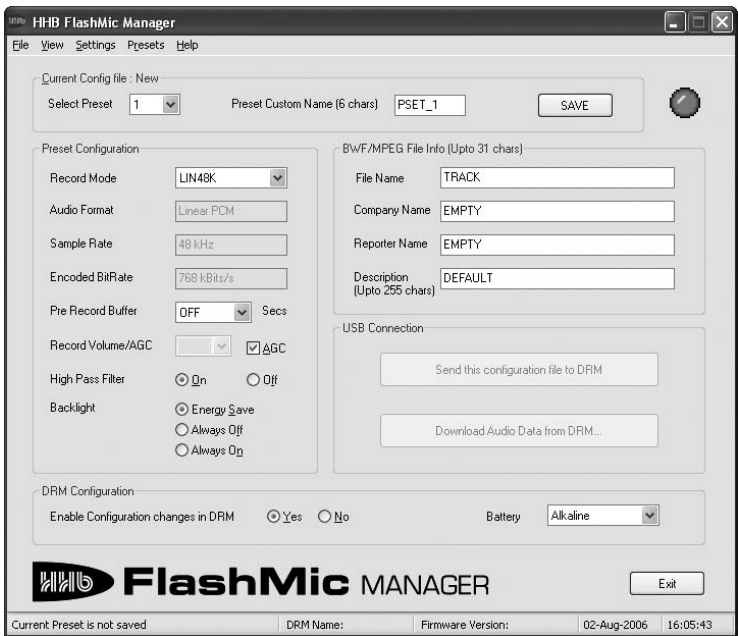 HHB FlashMic Manager
File View Settings Presets Help
Current Config file : New
Select Preset 1 Preset Custom Name (6 chars) PSET_1 SAVE
Preset Configuration
Record Mode LIN48K
Audio Format Linear PCM
Sample Rate 48 kHz
Encoded BitRate 768 kBits/s
Pre Record Buffer OFF Secs
Record Volume/AGC AGC
High Pass Filter On Off
Backlight Energy Save
Always Off
Always On
BWF/MPEG File Info (Upto 31 chars)
File Name TRACK
Company Name EMPTY
Reporter Name EMPTY
Description DEFAULT
(Upto 255 chars)
USB Connection
Send this configuration file to DRM
Download Audio Data from DRM...
DRM Configuration
Enable Configuration changes in DRM Yes No Battery Alkaline
HHb FlashMic MANAGER Exit
Current Preset is not saved DRM Name: Firmware Version: 02-Aug-2006 16:05:43